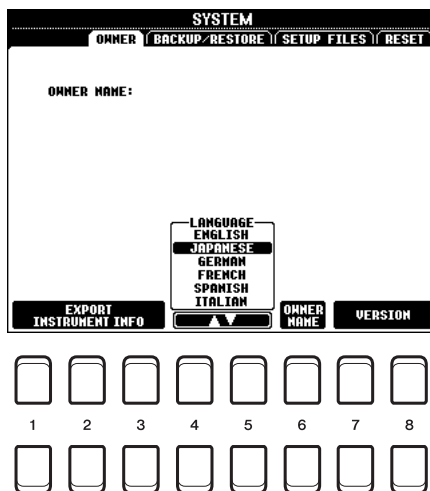 SYSTEM
OWNER BACKUP/RESTORE SETUP FILES RESET
OWNER NAME:
LANGUAGE
ENGLISH
JAPANESE
GERMAN
FRENCH
SPANISH
ITALIAN
EXPORT
INSTRUMENT INFO
OWNER
NAME
VERSION
1 2 3 4 5 6 7 8